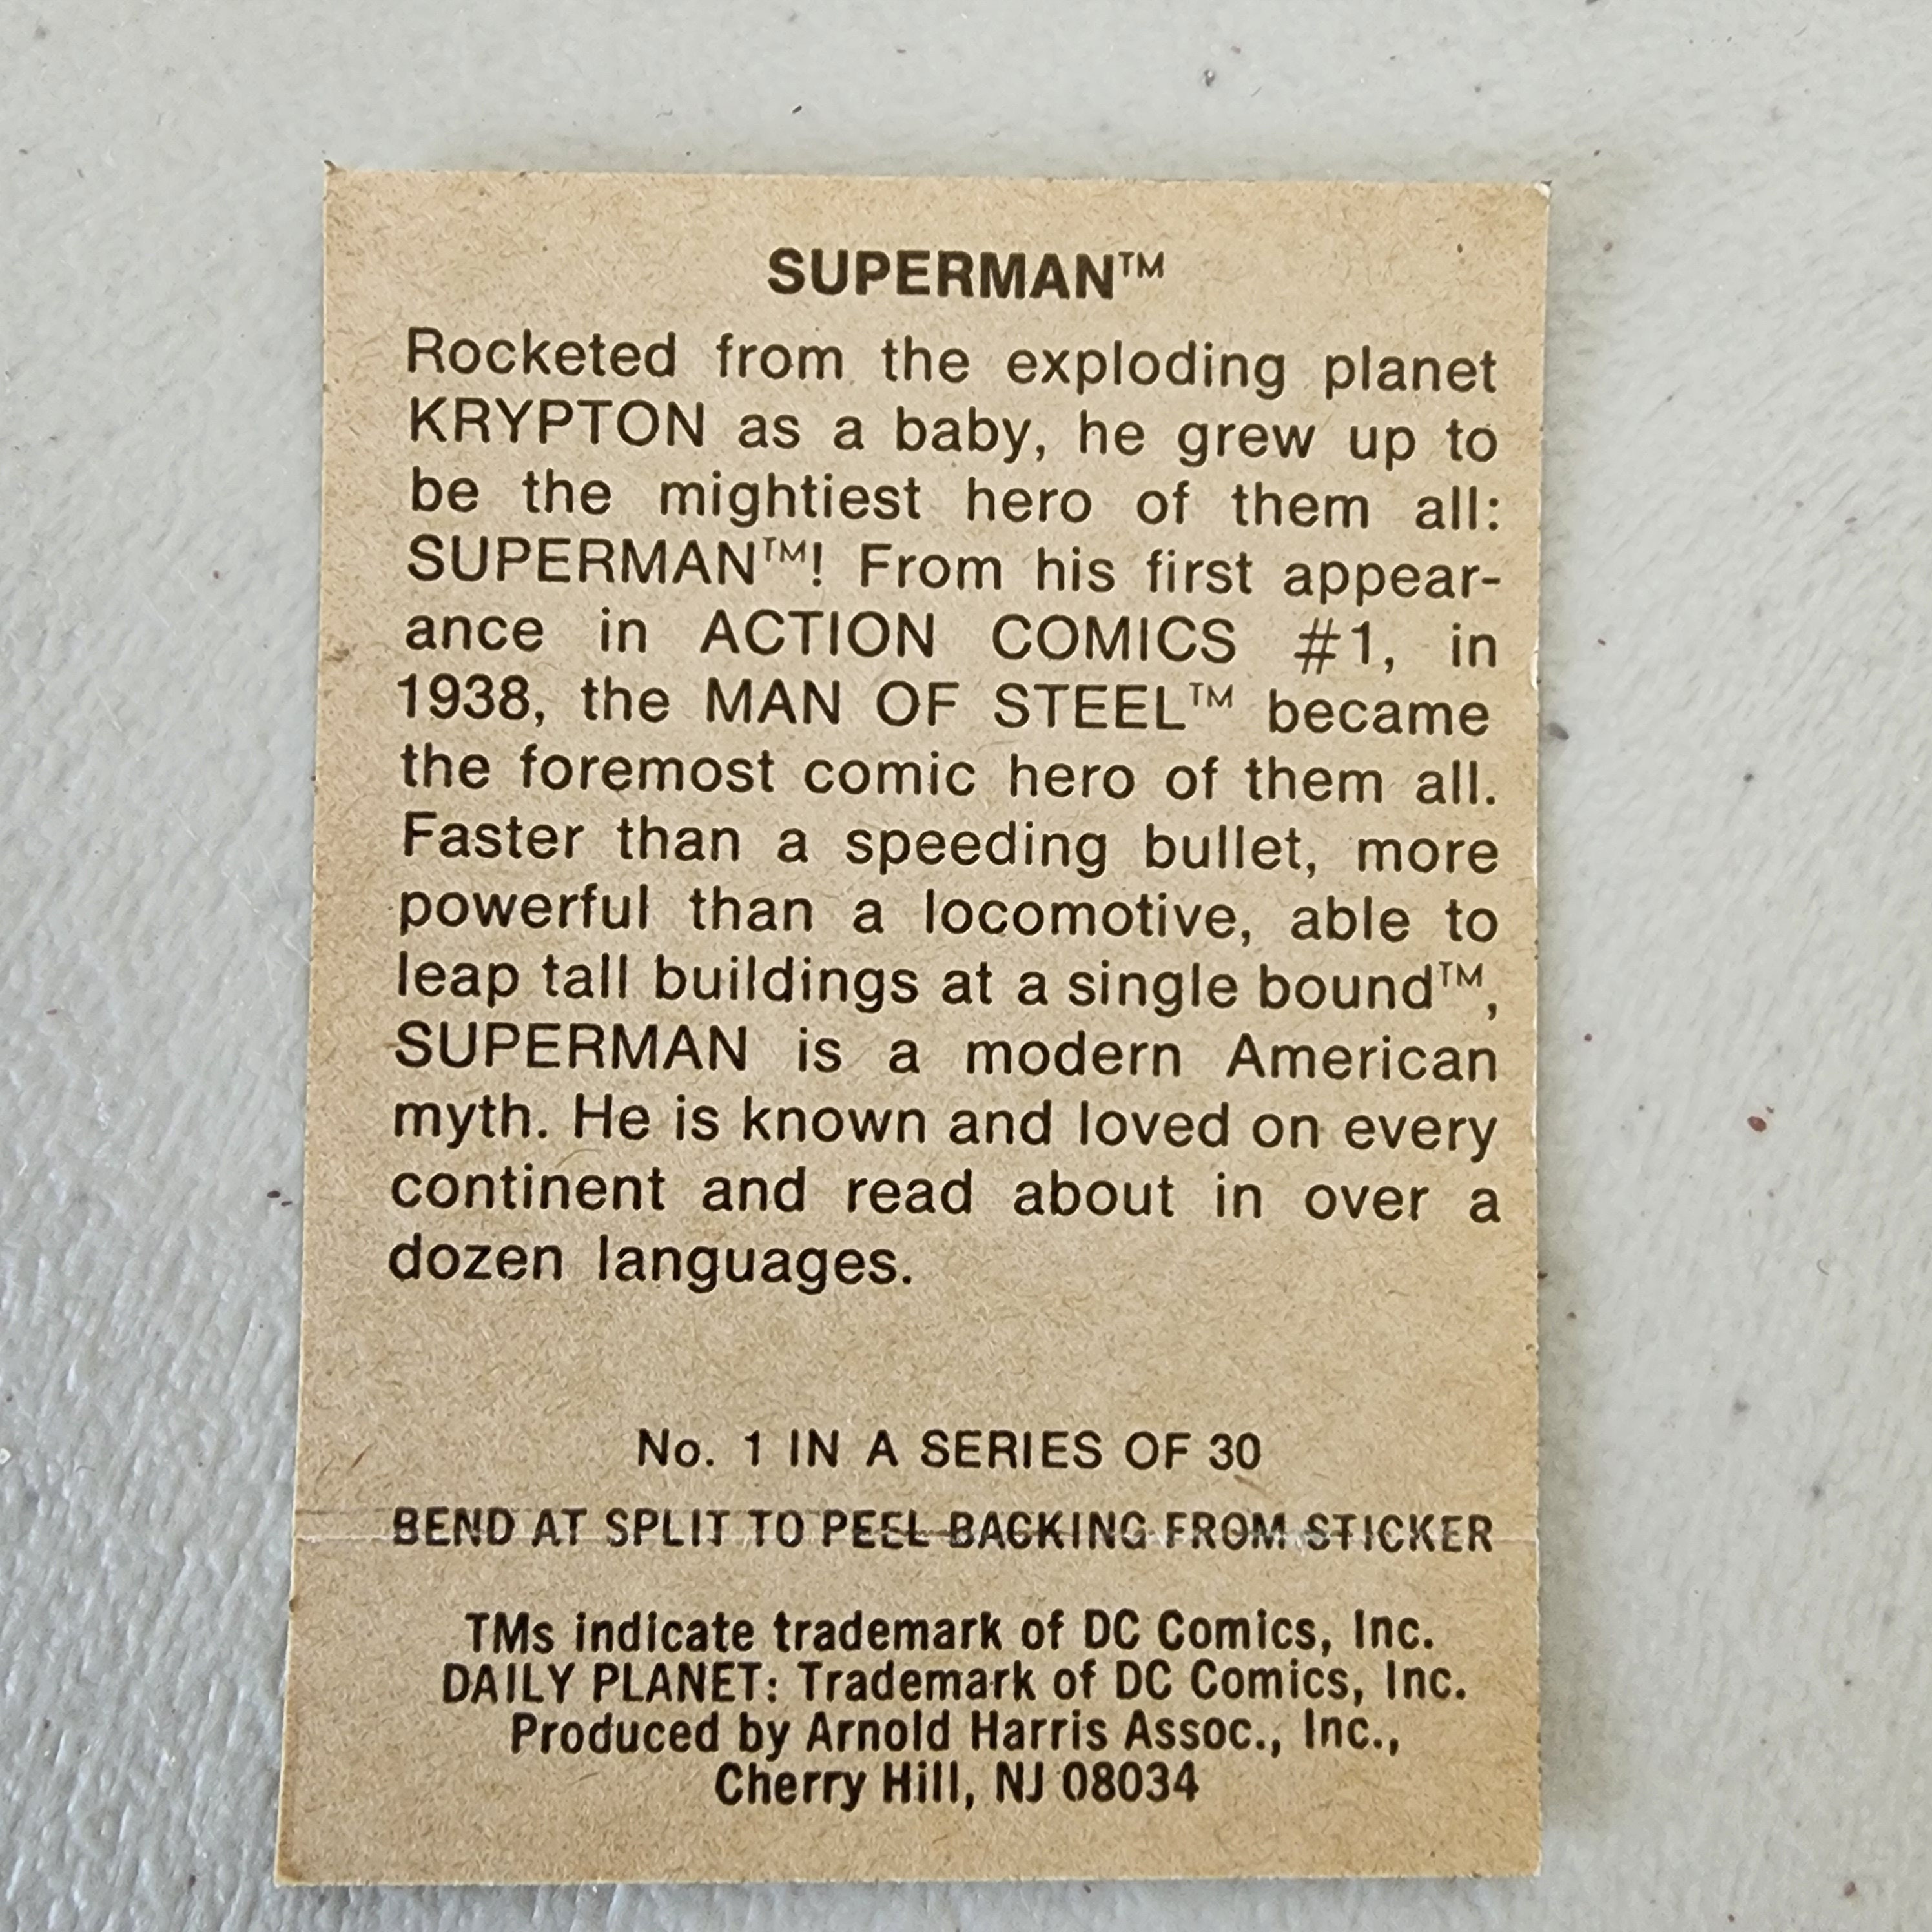 SUPERMAN™
Rocketed from the exploding planet
KRYPTON as a baby, he grew up to
be the mightiest hero of them all:
SUPERMAN™! From his first appear-
ance in ACTION COMICS #1, in
1938, the MAN OF STEEL™ became
the foremost comic hero of them all.
Faster than a speeding bullet, more
powerful than a locomotive, able to
leap tall buildings at a single bound™,
SUPERMAN is a modern American
myth. He is known and loved on every
continent and read about in over a
dozen languages.
No. 1 IN A SERIES OF 30
BEND AT SPLIT TO PEEL BACKING FROM STICKER
TMs indicate trademark of DC Comics, Inc.
DAILY PLANET: Trademark of DC Comics, Inc.
Produced by Arnold Harris Assoc., Inc.,
Cherry Hill, NJ 08034